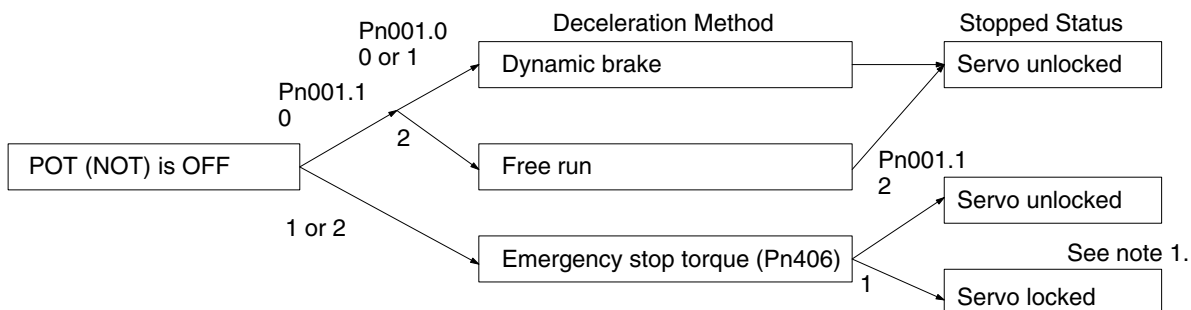 Deceleration Method
Stopped Status
Pn001.0
0 or 1
Dynamic brake
Servo unlocked
Pn001.1
0
2
POT (NOT) is OFF
Free run
Pn001.1
2
Servo unlocked
1 or 2
Emergency stop torque (Pn406)
See note 1.
1
Servo locked